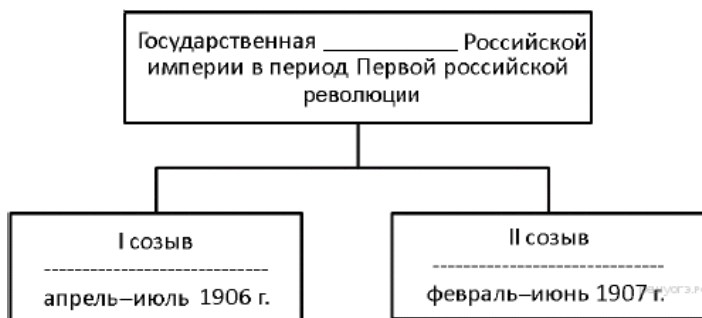 Государственная ___________ Российской
империи в период Первой российской
революции
I созыв
-----------------------------
апрель–июль 1906 г.
II созыв
------------------------------
февраль–июнь 1907 г.